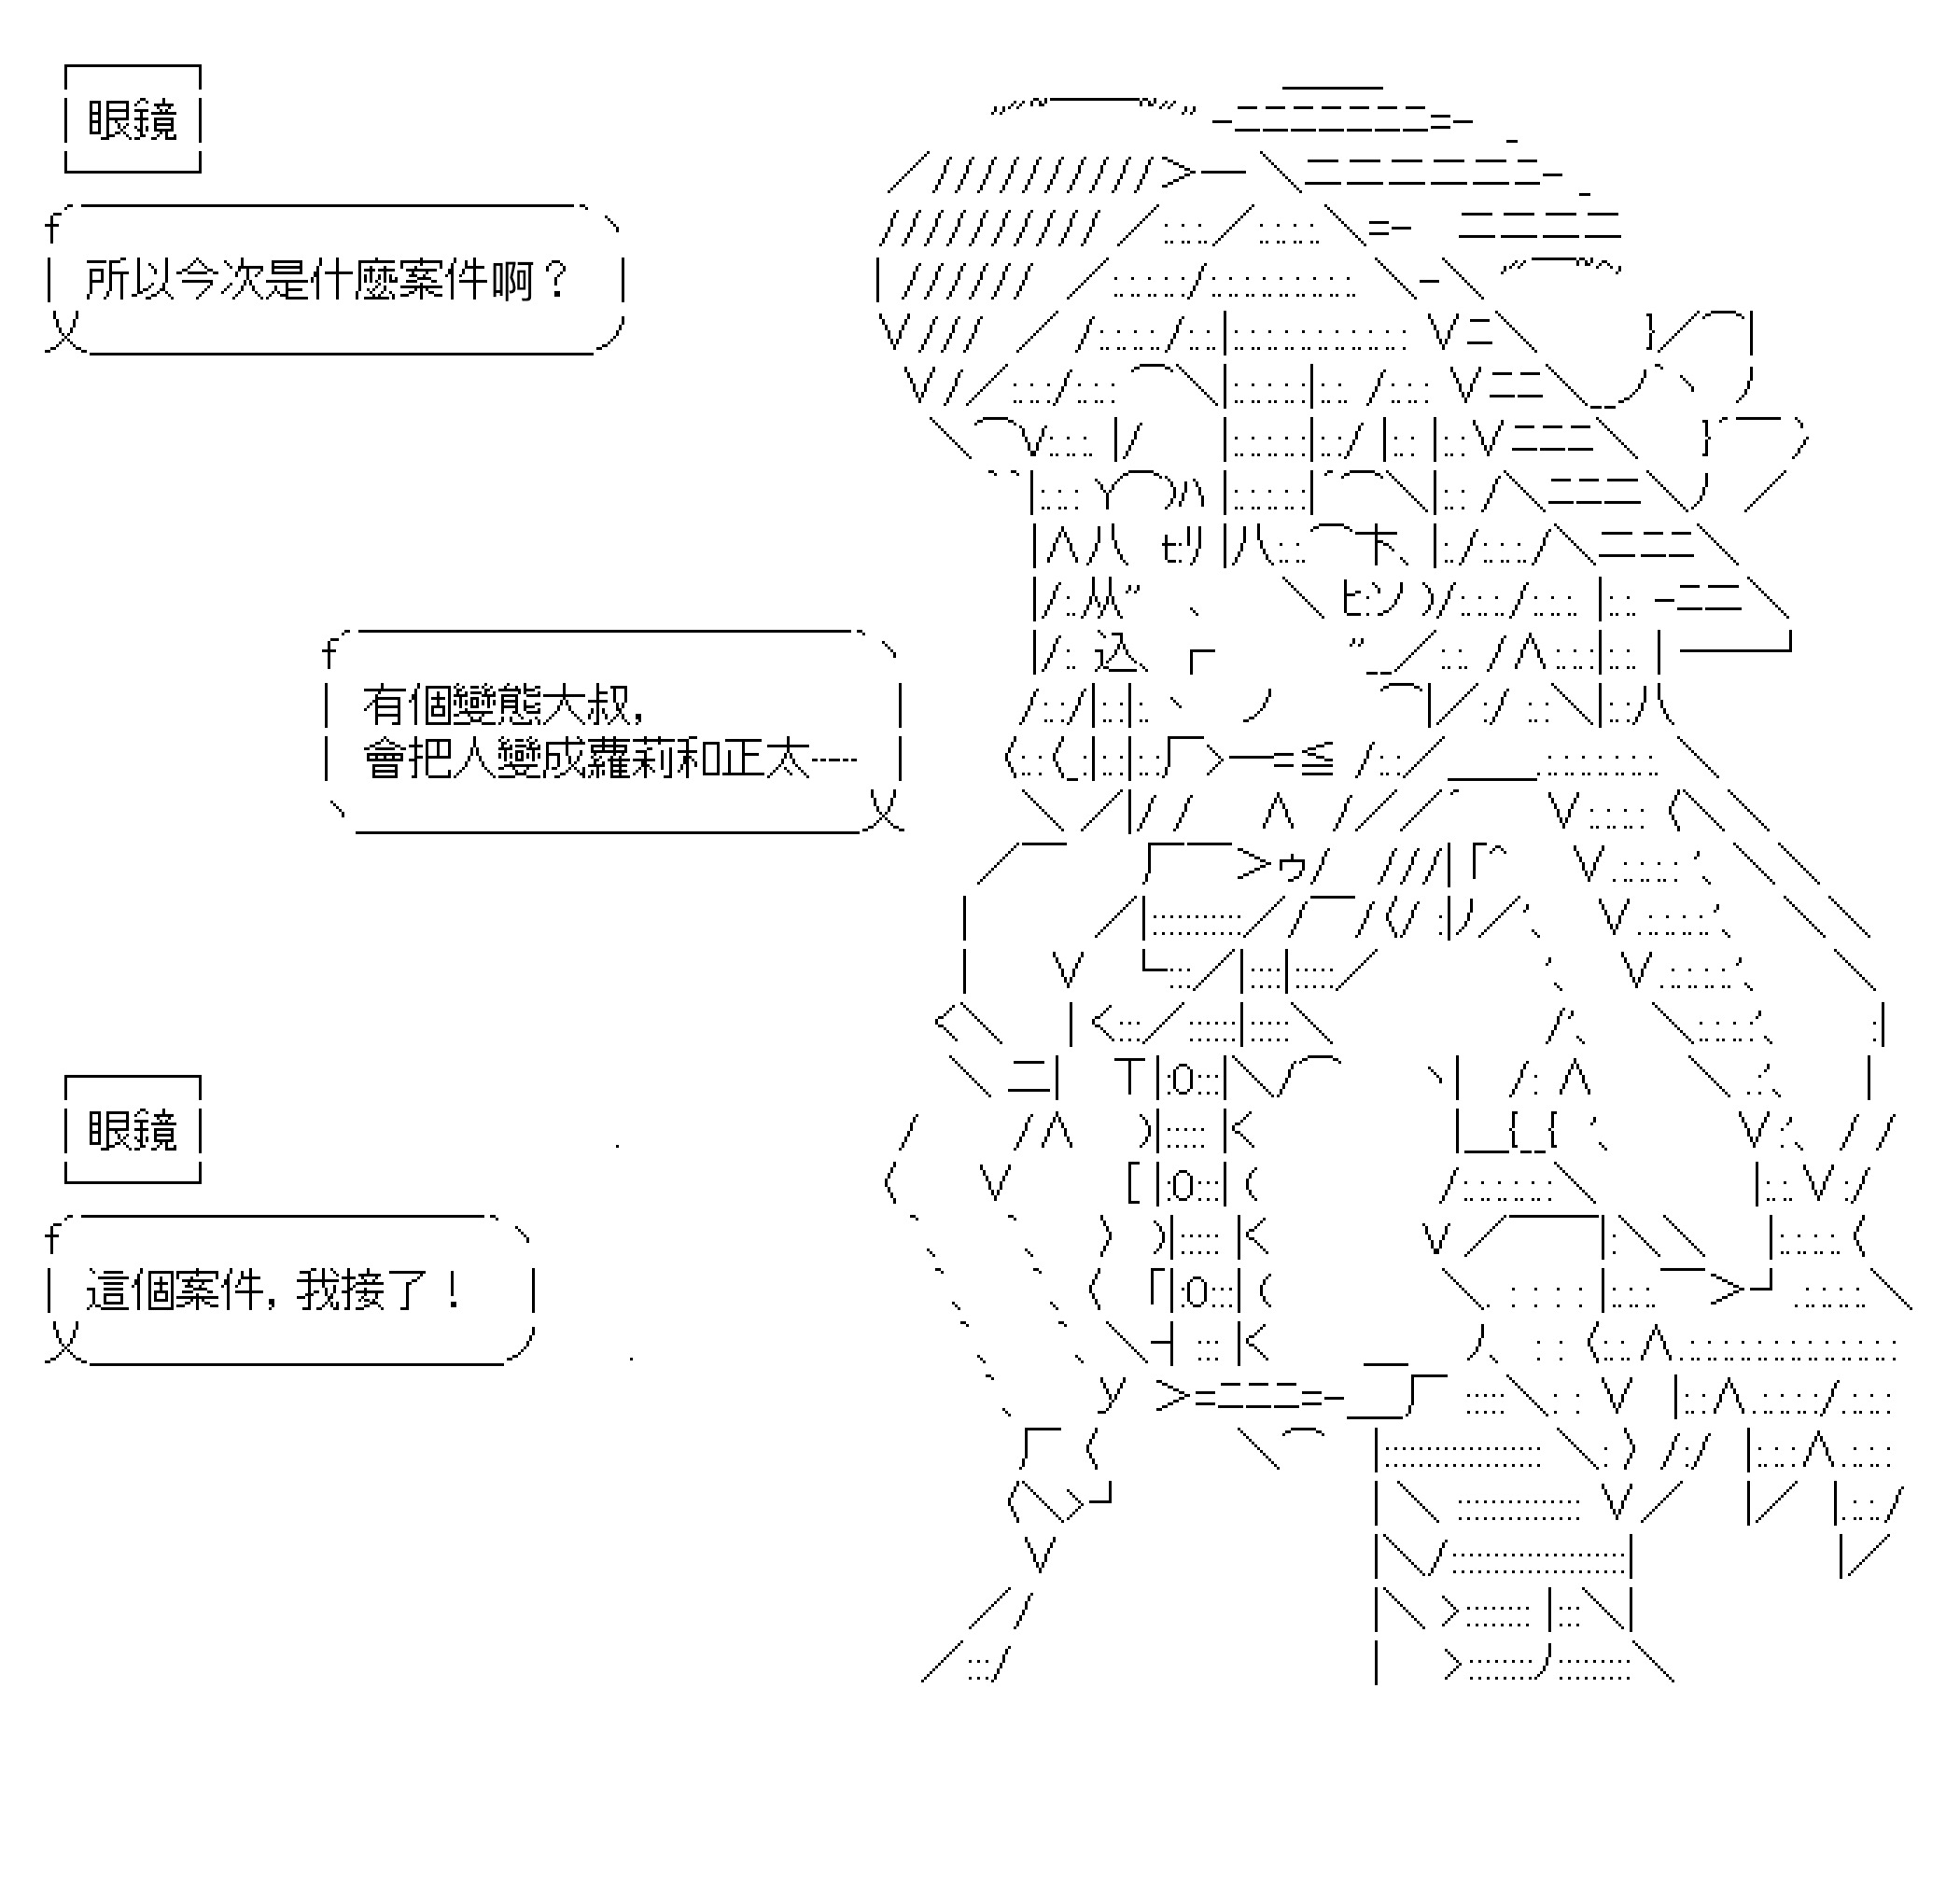 眼鏡
所以今次是什麼案件啊？
有個變態大叔，
會把人變成蘿莉和正太-----
眼鏡
這個案件，我接了！